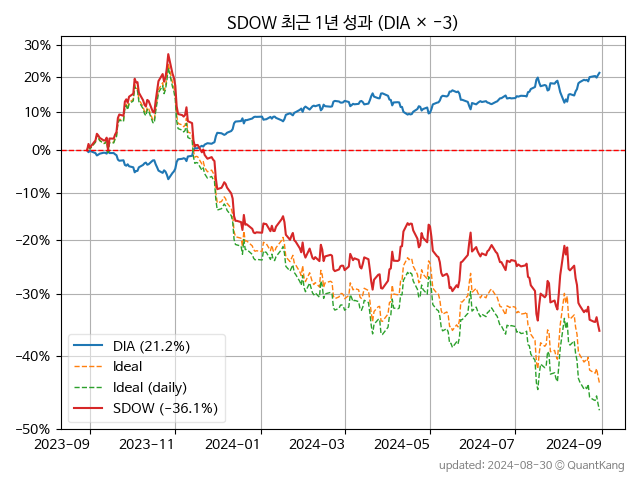 SDOW 최근 1년 성과 (DIA × −3)
30%
20%
10%
0%
−10%
−20%
−30%
−40%
−50%
DIA (21.2%)
Ideal
Ideal (daily)
SDOW (−36.1%)
2023−09
2023−11
2024−01
2024−03
2024−05
2024−07
2024−09
updated: 2024−08−30 © QuantKang